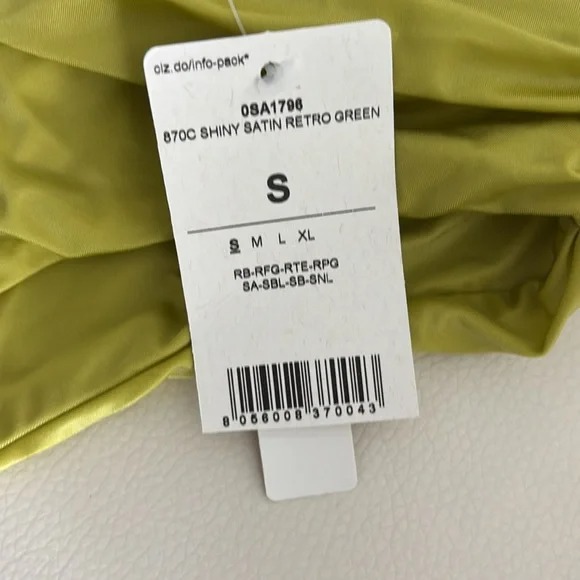 ciz.do/info-pack*
0SA1796
870C SHINY SATIN RETRO GREEN
S
S M L XL
RB-RFG-RTE-RPG
SA-SBL-SB-SNL
8 056008 370043